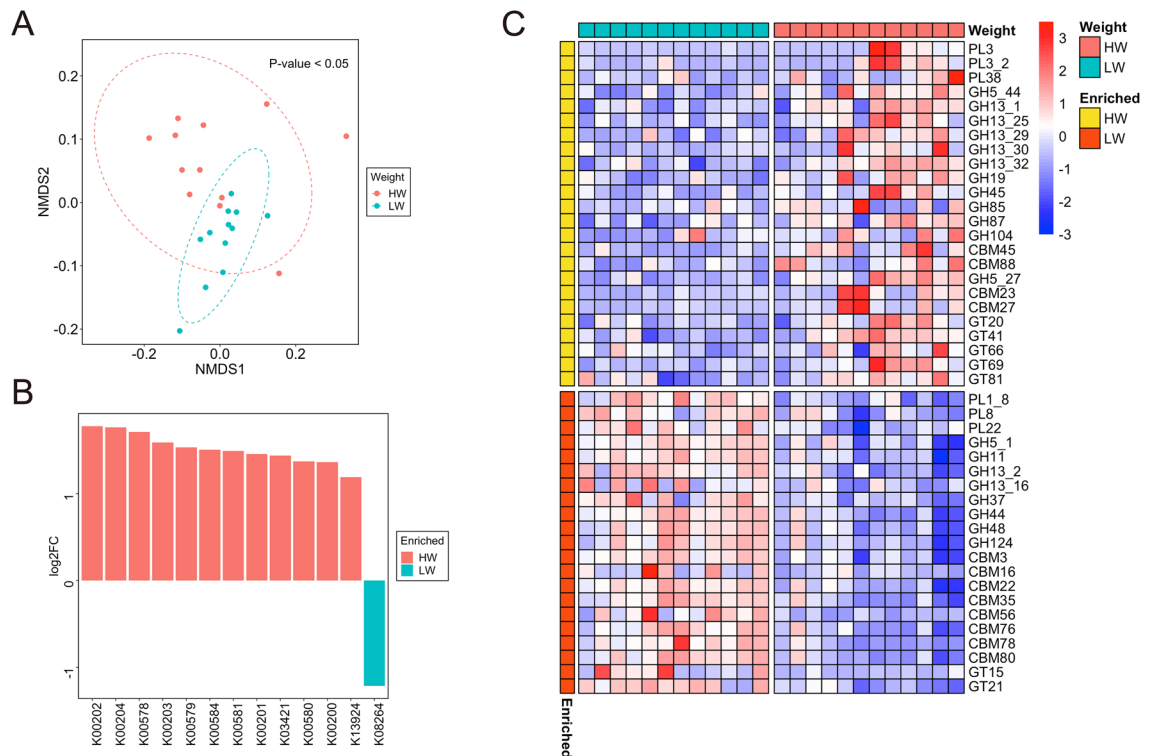 A
P-value < 0.05
0.2
0.1
0.0
-0.1
-0.2
NMDS2
-0.2
0.0
0.2
NMDS1
Weight
HW
LW
B
1
0
-1
log2FC
K00202
K00204
K00578
K00203
K00579
K00584
K00581
K00201
K03421
K00580
K00200
K13924
K08264
Enriched
HW
LW
C
Weight
PL3
PL3_2
PL38
GH5_44
GH13_1
GH13_25
GH13_29
GH13_30
GH13_32
GH19
GH45
GH85
GH87
GH104
CBM45
CBM88
GH5_27
CBM23
CBM27
GT20
GT41
GT66
GT69
GT81
PL1_8
PL8
PL22
GH5_1
GH11
GH13_2
GH13_16
GH37
GH44
GH48
GH124
CBM3
CBM16
CBM22
CBM35
CBM56
CBM76
CBM78
CBM80
GT15
GT21
Enriched
3
2
1
0
-1
-2
-3
Weight
HW
LW
Enriched
HW
LW